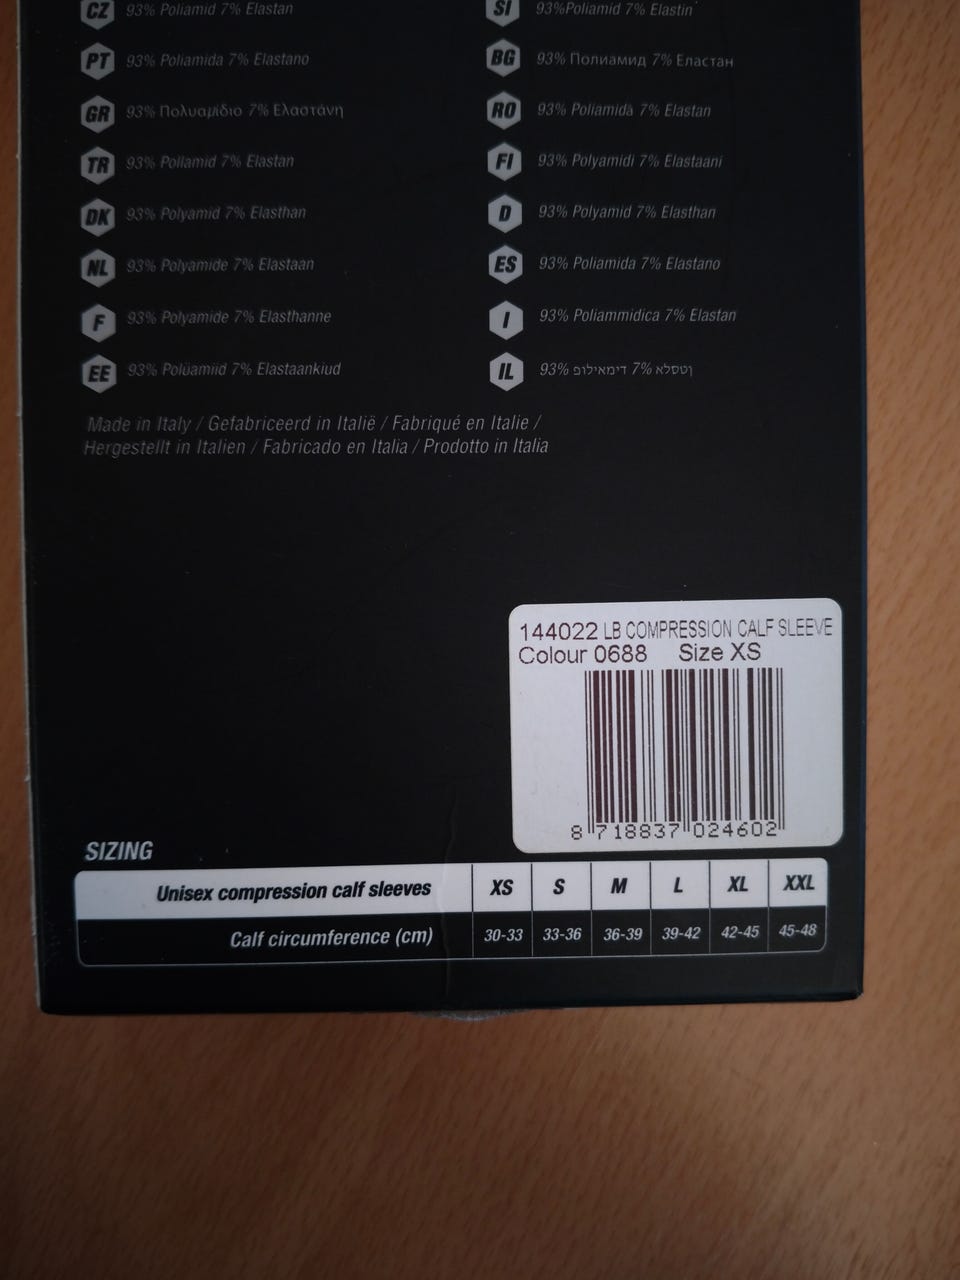 CZ 93% Poliamid 7% Elastan
PT 93% Poliamida 7% Elastano
GR 93% Πολυαμίδιο 7% Ελαστάνη
TR 93% Poliamid 7% Elastan
DK 93% Polyamid 7% Elasthan
NL 93% Polyamide 7% Elastaan
F 93% Polyamide 7% Elasthanne
EE 93% Polüamiid 7% Elastaankiud
SI 93%Poliamid 7% Elastin
BG 93% Полиамид 7% Еластан
RO 93% Poliamidă 7% Elastan
FI 93% Polyamidi 7% Elastaani
D 93% Polyamid 7% Elasthan
ES 93% Poliamida 7% Elastano
I 93% Poliammidica 7% Elastan
IL 93% פולימיאד 7% אלסטן
Made in Italy / Gefabriceerd in Italië / Fabriqué en Italie /
Hergestellt in Italien / Fabricado en Italia / Prodotto in Italia
144022 LB COMPRESSION CALF SLEEVE
Colour 0688 Size XS
8 718837 024602
SIZING
Unisex compression calf sleeves XS S M L XL XXL
Calf circumference (cm) 30-33 33-36 36-39 39-42 42-45 45-48